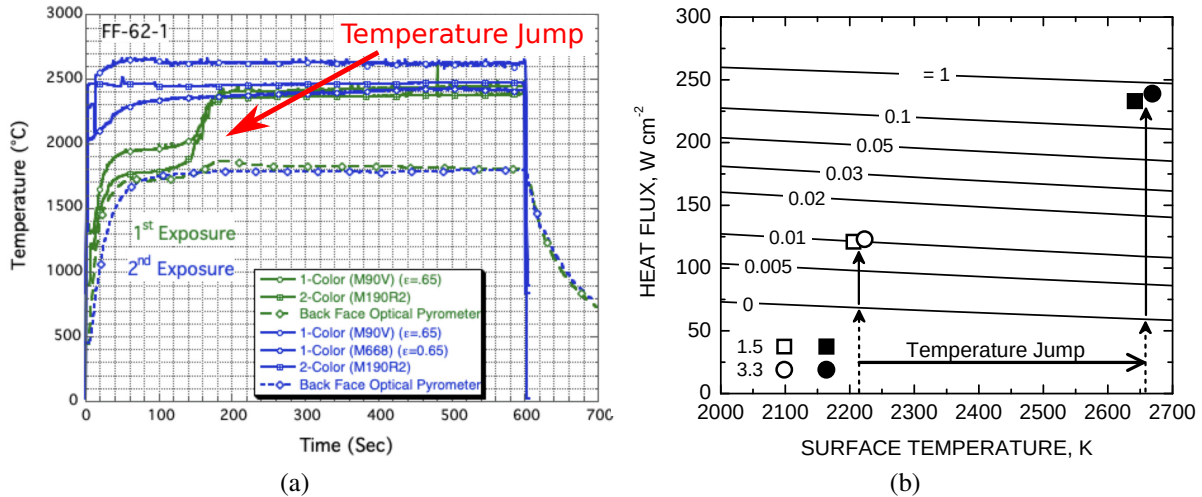 3000
2500
2000
1500
1000
500
0
Temperature (°C)
FF-62-1
Temperature Jump
1st Exposure
2nd Exposure
1-Color (M90V) (ε=.65)
2-Color (M190R2)
Back Face Optical Pyrometer
1-Color (M90V) (ε=.65)
1-Color (M668) (ε=0.65)
2-Color (M190R2)
Back Face Optical Pyrometer
0 100 200 300 400 500 600 700
Time (Sec)
(a)
300
250
200
150
100
50
0
HEAT FLUX, W cm-2
= 1
0.1
0.05
0.03
0.02
0.01
0.005
0
1.5
3.3
Temperature Jump
2000 2100 2200 2300 2400 2500 2600 2700
SURFACE TEMPERATURE, K
(b)